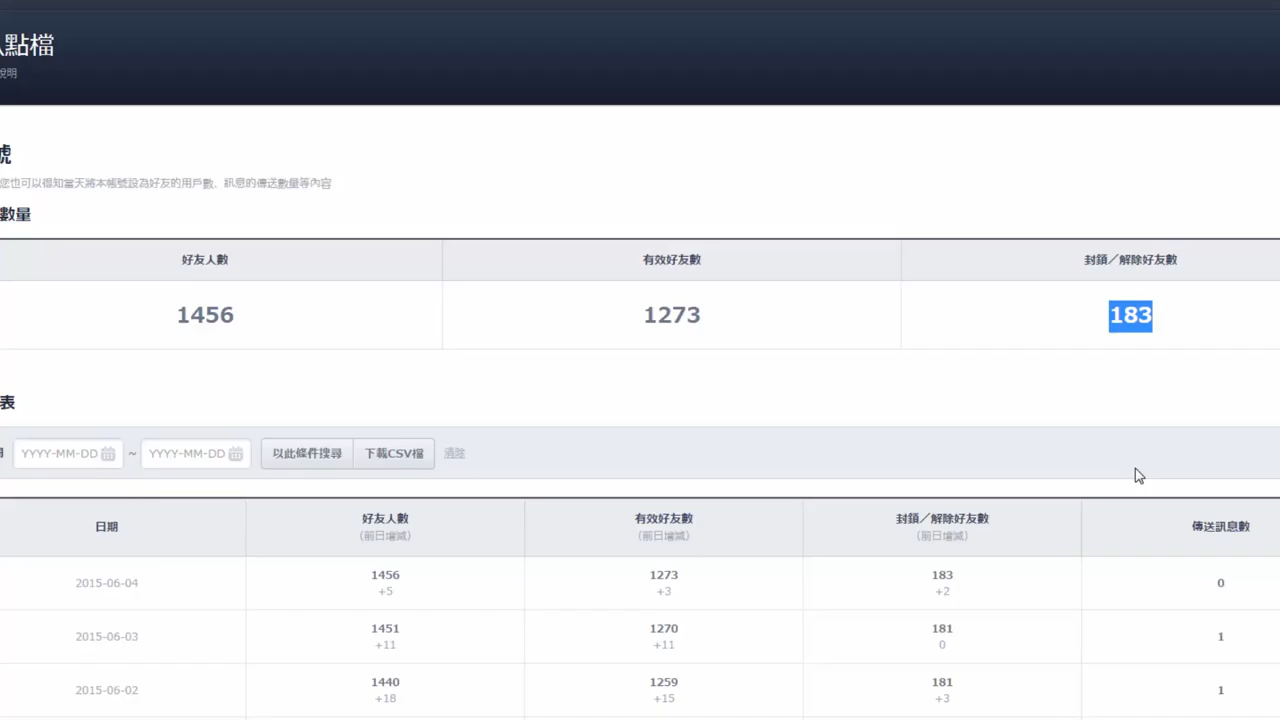 點檔
說明
號
您也可以得知當天將本帳號設為好友的用戶數、訊息的傳送數量等內容
數量
好友人數 有效好友數 封鎖／解除好友數
1456 1273 183
表
YYYY-MM-DD ~ YYYY-MM-DD 以此條件搜尋 下載CSV檔 清除
日期 好友人數 有效好友數 封鎖／解除好友數 傳送訊息數
(前日增減) (前日增減) (前日增減)
2015-06-04 1456 1273 183 0
+5 +3 +2
2015-06-03 1451 1270 181 1
+11 +11 0
2015-06-02 1440 1259 181 1
+18 +15 +3